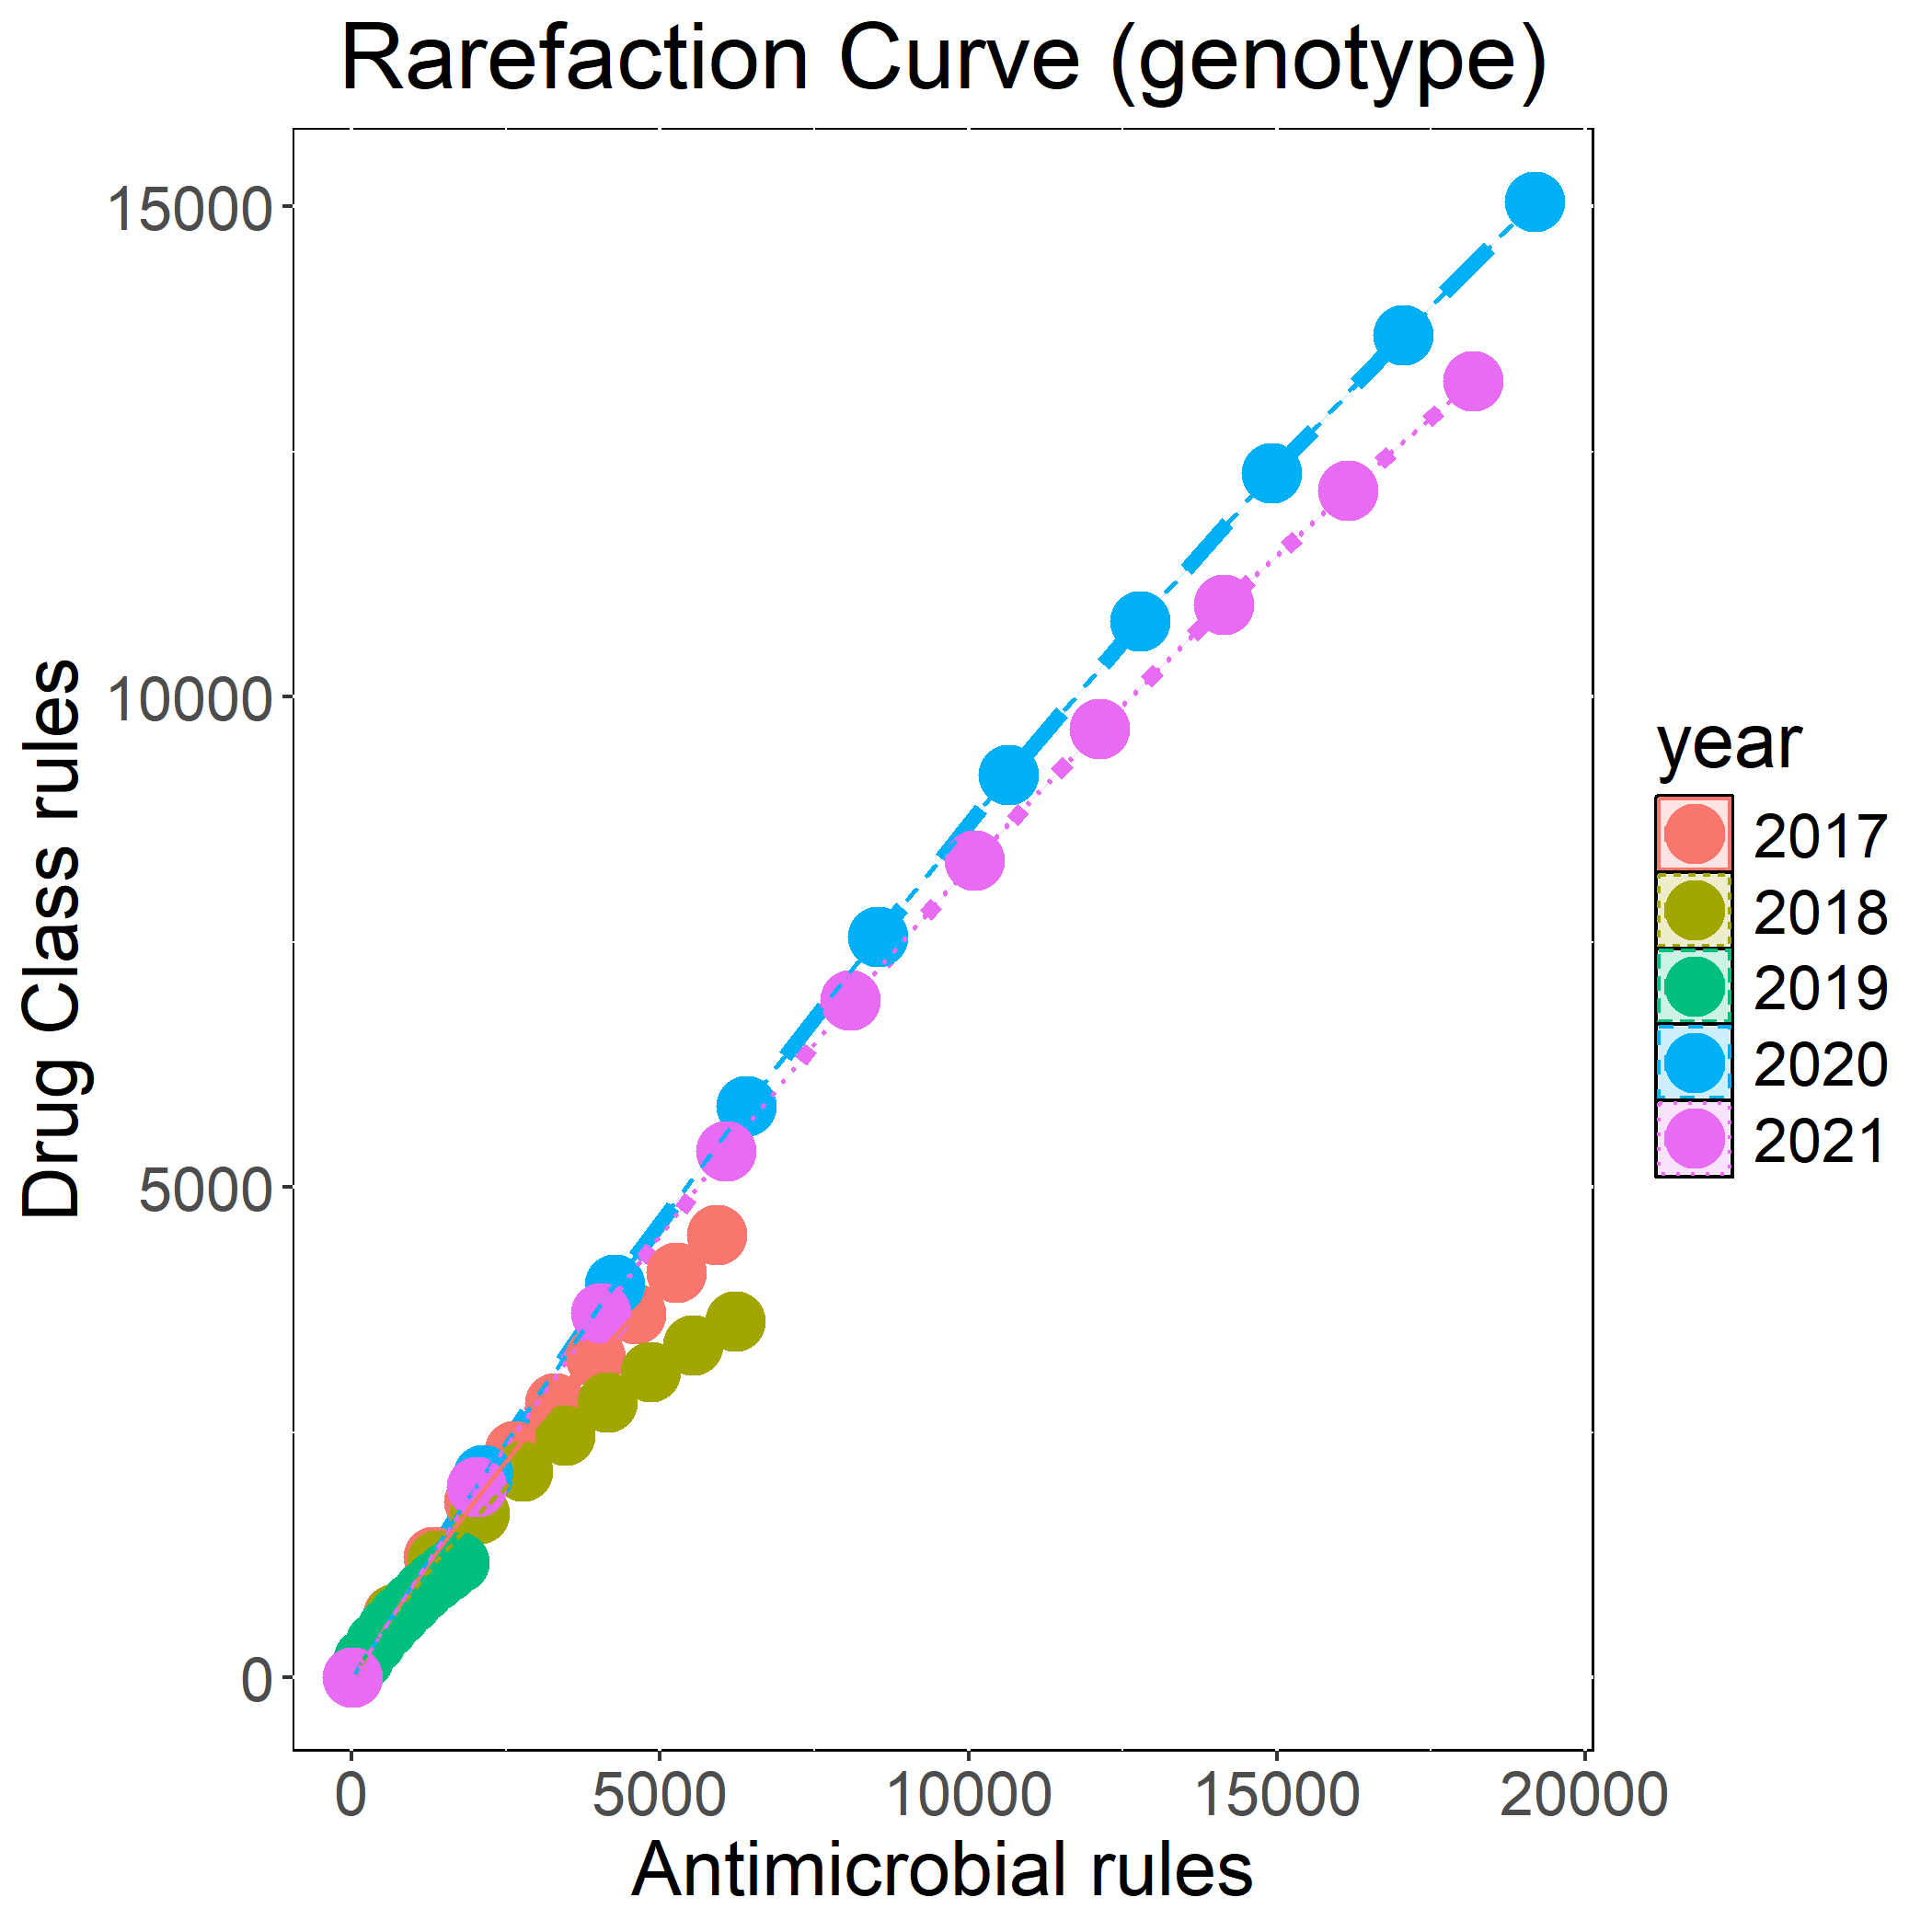 Rarefaction Curve (genotype)
15000
10000
5000
0
Drug Class rules
0 5000 10000 15000 20000
Antimicrobial rules
year
2017
2018
2019
2020
2021